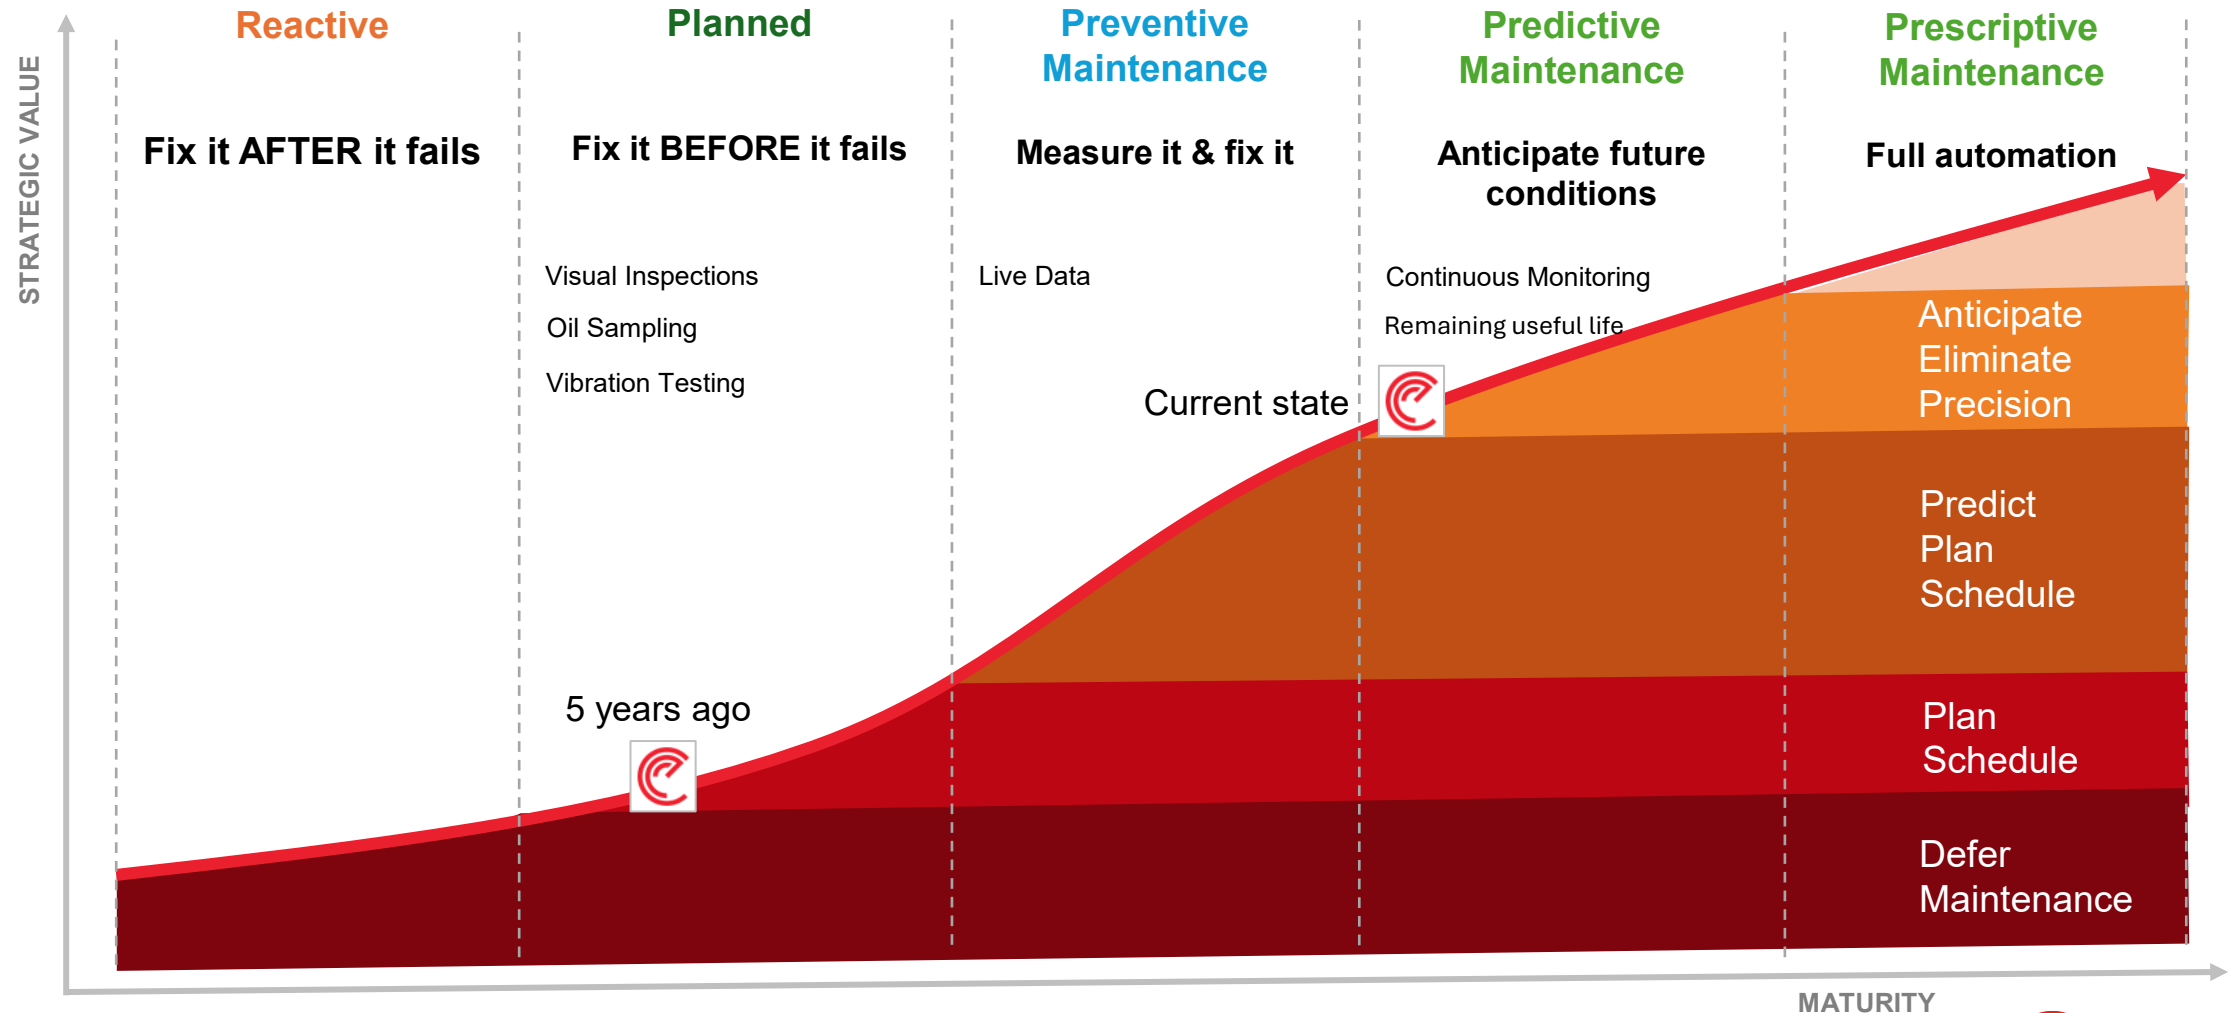 STRATEGIC VALUE
Reactive
Fix it AFTER it fails
Planned
Fix it BEFORE it fails
Visual Inspections
Oil Sampling
Vibration Testing
Preventive
Maintenance
Measure it & fix it
Live Data
Predictive
Maintenance
Anticipate future
conditions
Continuous Monitoring
Remaining useful life
Prescriptive
Maintenance
Full automation
Current state
5 years ago
Anticipate
Eliminate
Precision
Predict
Plan
Schedule
Plan
Schedule
Defer
Maintenance
MATURITY